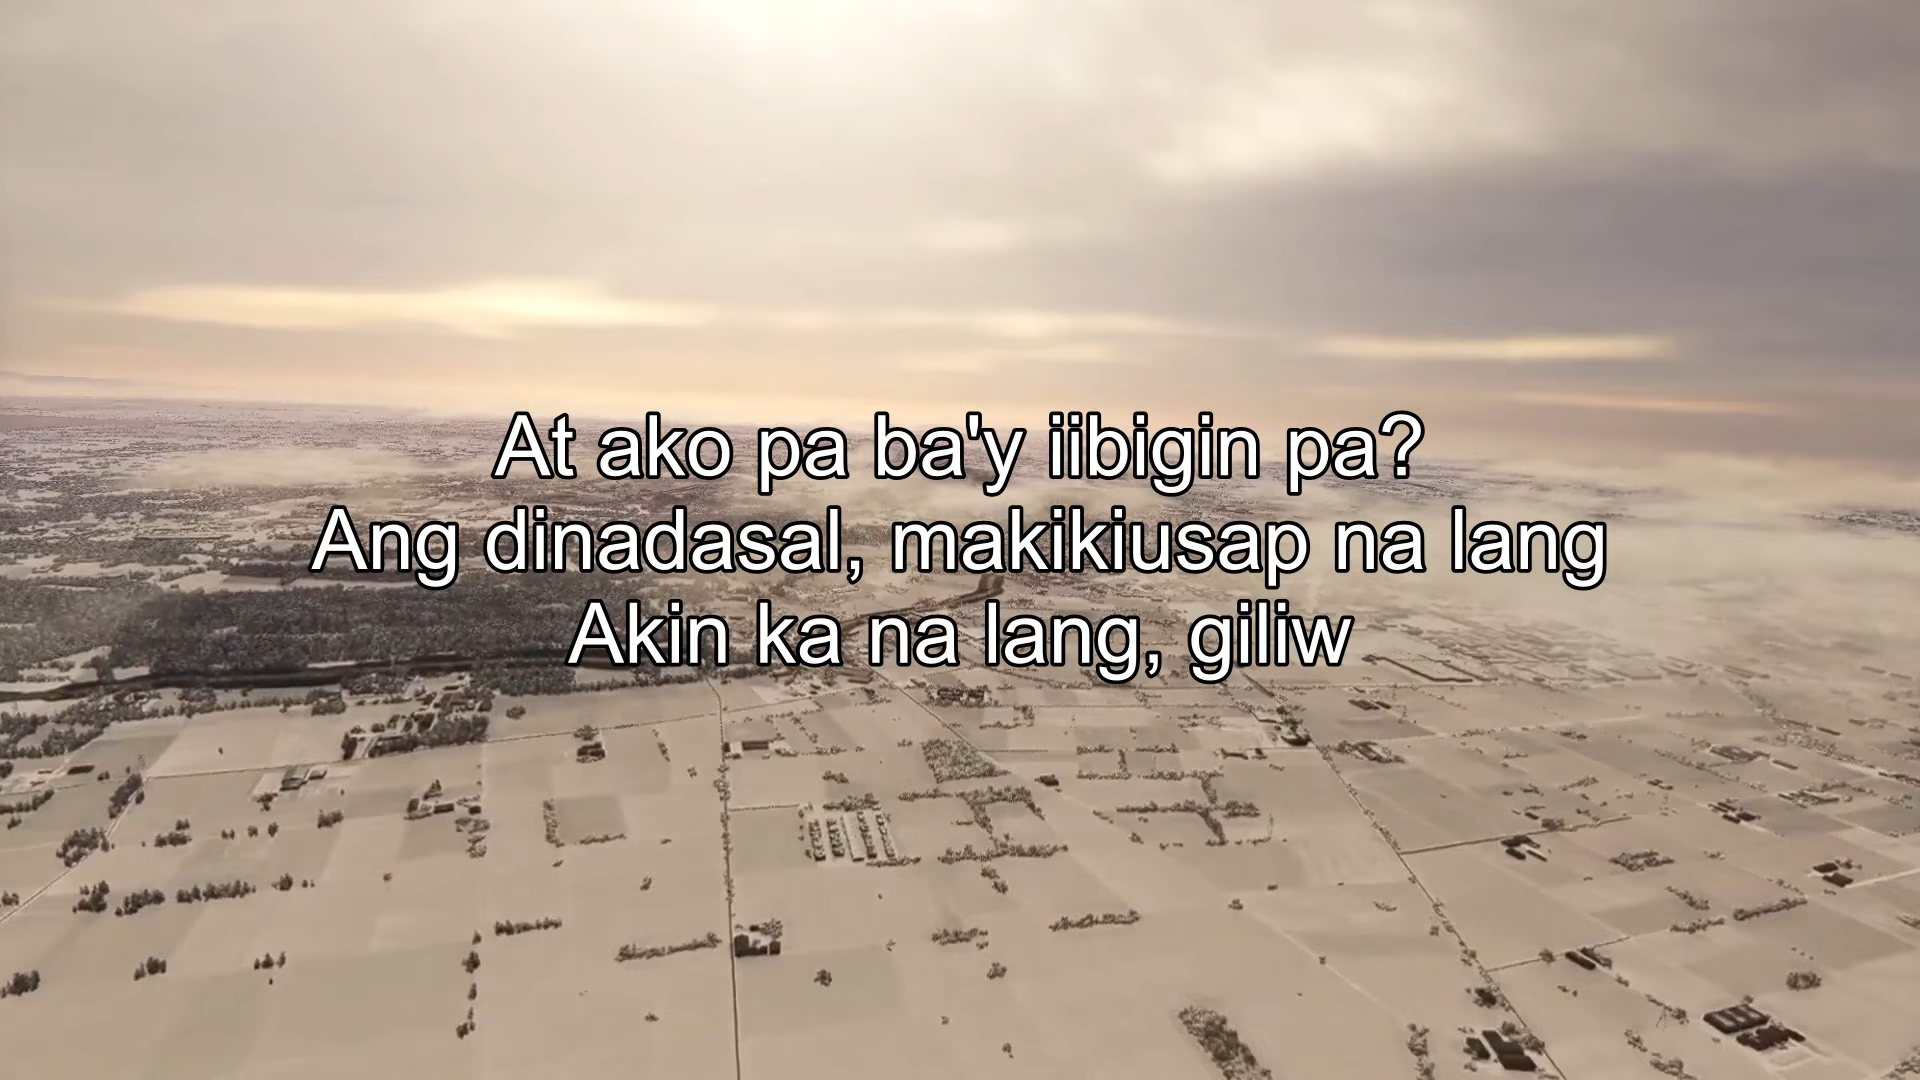 At ako pa ba'y iibigin pa?
Ang dinadasal, makikiusap na lang
Akin ka na lang, giliw